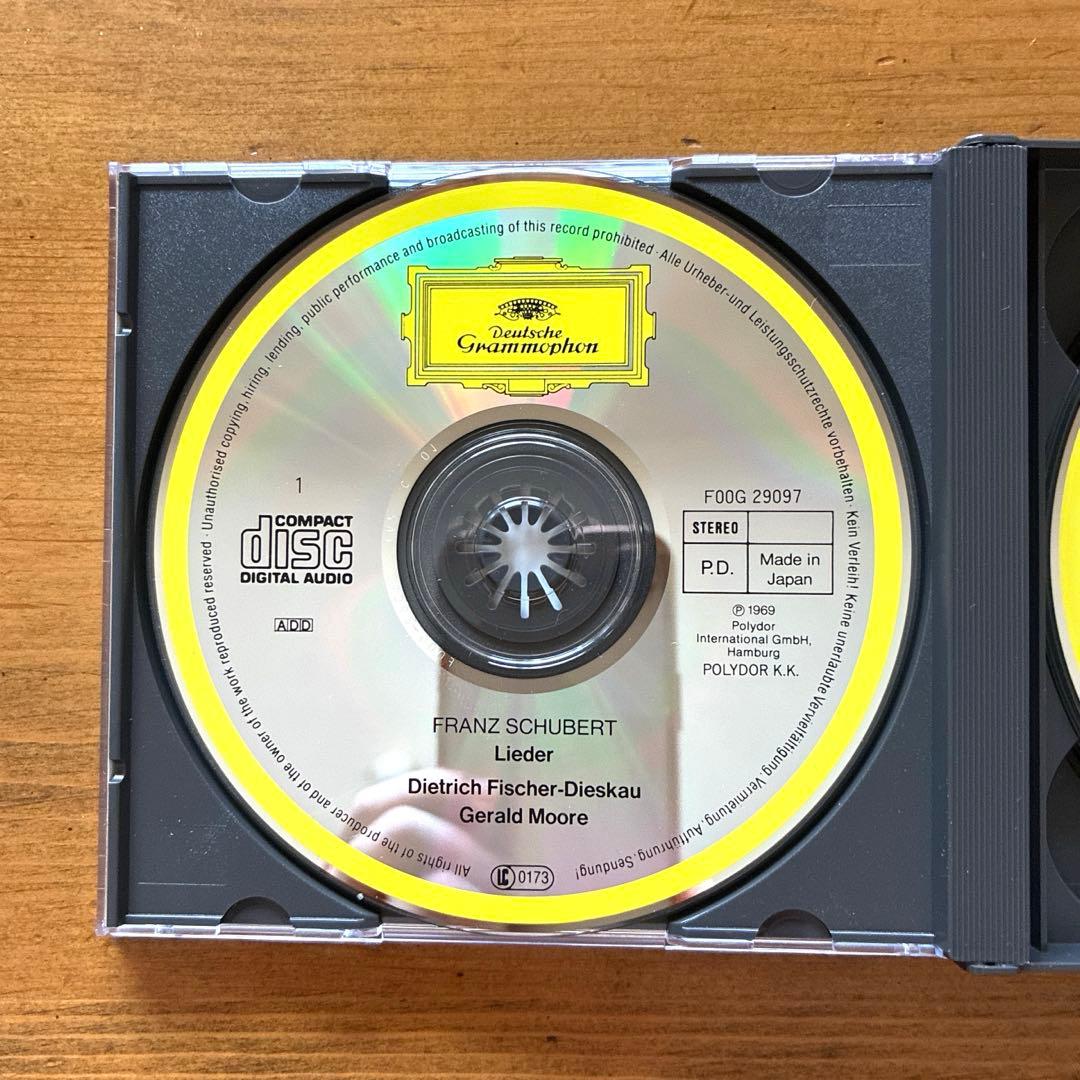 All rights of the producer and of the owner of the work reproduced reserved · Unauthorised copying, hiring, lending, public performance and broadcasting of this record prohibited · Alle Urheber-und Leistungsschutzrechte vorbehalten · Kein Verleih! Keine unerlaubte Vervielfältigung, Vermietung, Aufführung, Sendung!
Deutsche
Grammophon
1
COMPACT
disc
DIGITAL AUDIO
ADD
F00G 29097
STEREO
P.D.
Made in
Japan
℗ 1969
Polydor
International GmbH,
Hamburg
POLYDOR K.K.
FRANZ SCHUBERT
Lieder
Dietrich Fischer-Dieskau
Gerald Moore
LC 0173